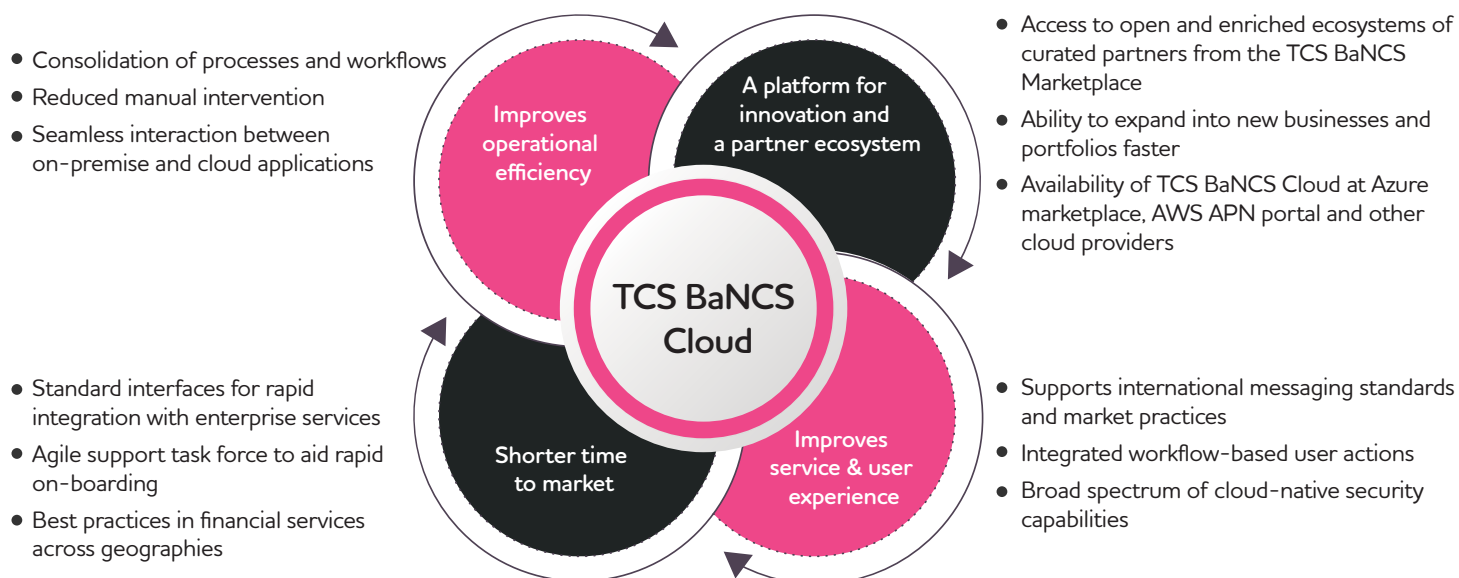 Consolidation of processes and workflows
Reduced manual intervention
Seamless interaction between
on-premise and cloud applications
Improves
operational
efficiency
A platform for
innovation and
a partner ecosystem
Access to open and enriched ecosystems of
curated partners from the TCS BaNCS
Marketplace
Ability to expand into new businesses and
portfolios faster
Availability of TCS BaNCS Cloud at Azure
marketplace, AWS APN portal and other
cloud providers
TCS BaNCS
Cloud
Standard interfaces for rapid
integration with enterprise services
Agile support task force to aid rapid
on-boarding
Best practices in financial services
across geographies
Shorter time
to market
Improves
service & user
experience
Supports international messaging standards
and market practices
Integrated workflow-based user actions
Broad spectrum of cloud-native security
capabilities